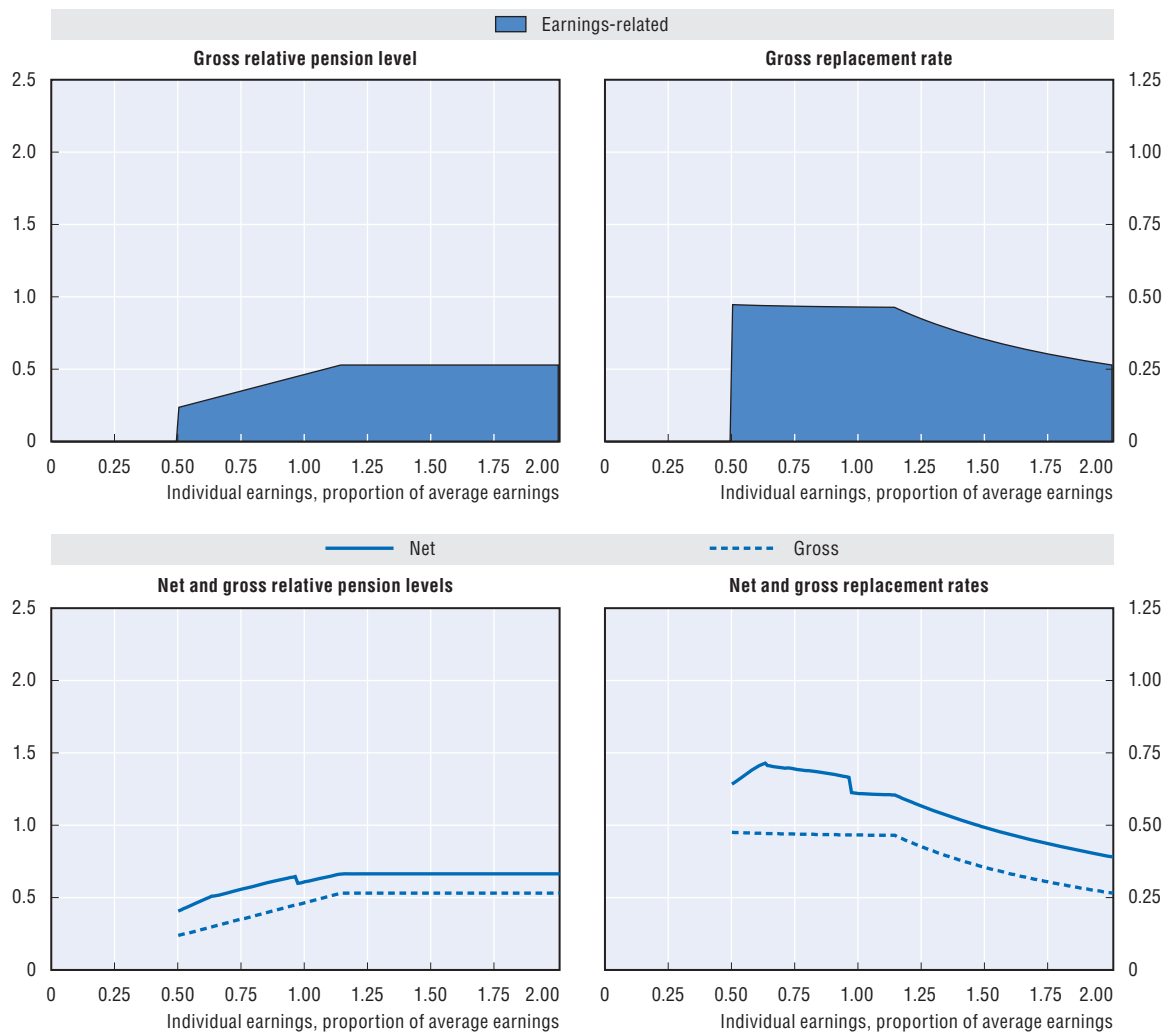 Earnings-related
Gross relative pension level
Gross replacement rate
2.5
2.0
1.5
1.0
0.5
0
0 0.25 0.50 0.75 1.00 1.25 1.50 1.75 2.00
Individual earnings, proportion of average earnings
1.25
1.00
0.75
0.50
0.25
0
0 0.25 0.50 0.75 1.00 1.25 1.50 1.75 2.00
Individual earnings, proportion of average earnings
Net Gross
Net and gross relative pension levels
Net and gross replacement rates
2.5
2.0
1.5
1.0
0.5
0
0 0.25 0.50 0.75 1.00 1.25 1.50 1.75 2.00
Individual earnings, proportion of average earnings
1.25
1.00
0.75
0.50
0.25
0
0 0.25 0.50 0.75 1.00 1.25 1.50 1.75 2.00
Individual earnings, proportion of average earnings